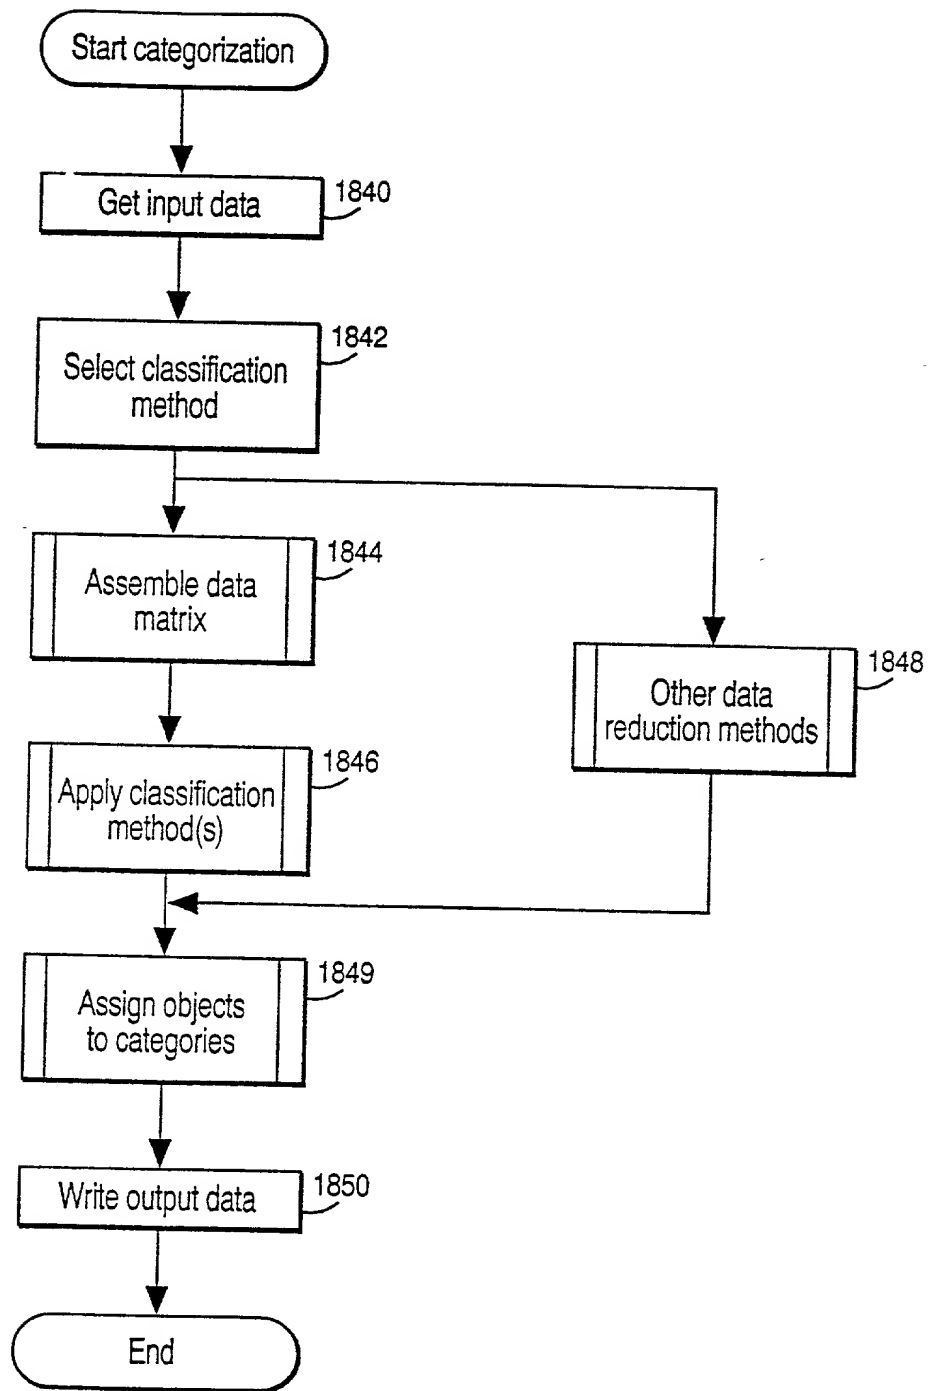 Start categorization
Get input data
1840
Select classification
method
1842
Assemble data
matrix
1844
Other data
reduction methods
1848
Apply classification
method(s)
1846
Assign objects
to categories
1849
Write output data
1850
End